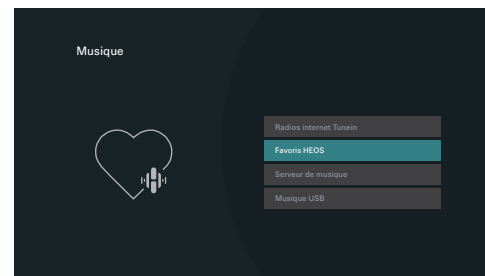 Musique
Radios internet Tunein
Favoris HEOS
Serveur de musique
Musique USB